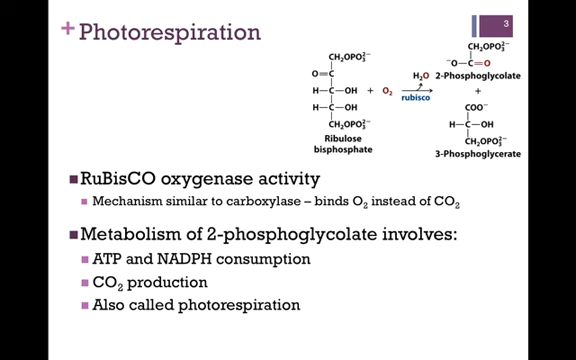 3
+ Photorespiration
CH₂OPO₃²⁻
O=C
H—C—OH
H—C—OH
CH₂OPO₃²⁻
Ribulose
bisphosphate
+ O₂
H₂O
rubisco
CH₂OPO₃²⁻
⁻O—C=O
2-Phosphoglycolate
+
COO⁻
H—C—OH
CH₂OPO₃²⁻
3-Phosphoglycerate
RuBisCO oxygenase activity
Mechanism similar to carboxylase – binds O₂ instead of CO₂
Metabolism of 2-phosphoglycolate involves:
ATP and NADPH consumption
CO₂ production
Also called photorespiration